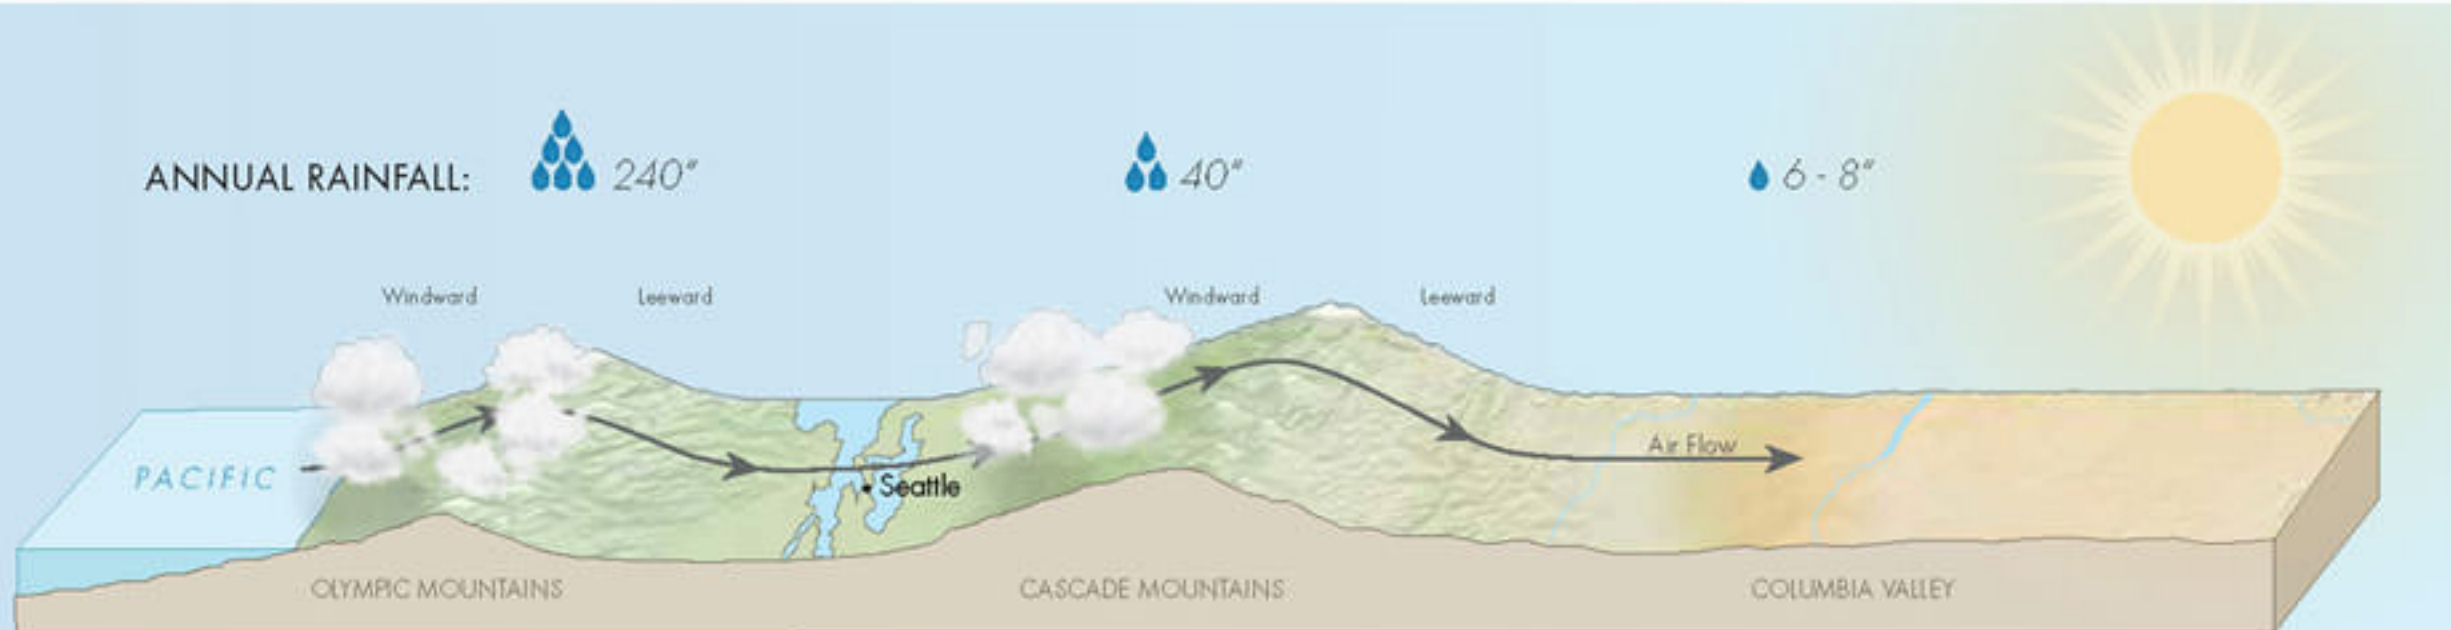 ANNUAL RAINFALL: 240" 40" 6 - 8"
Windward Leeward Windward Leeward
Air Flow
PACIFIC
Seattle
OLYMPIC MOUNTAINS CASCADE MOUNTAINS COLUMBIA VALLEY